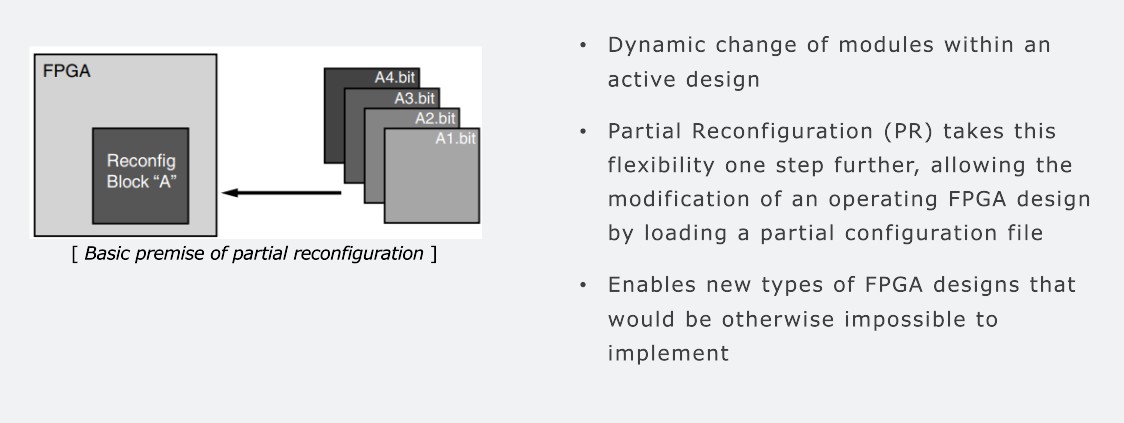 FPGA
Reconfig
Block “A”
A4.bit
A3.bit
A2.bit
A1.bit
[ Basic premise of partial reconfiguration ]
• Dynamic change of modules within an
active design
• Partial Reconfiguration (PR) takes this
flexibility one step further, allowing the
modification of an operating FPGA design
by loading a partial configuration file
• Enables new types of FPGA designs that
would be otherwise impossible to
implement